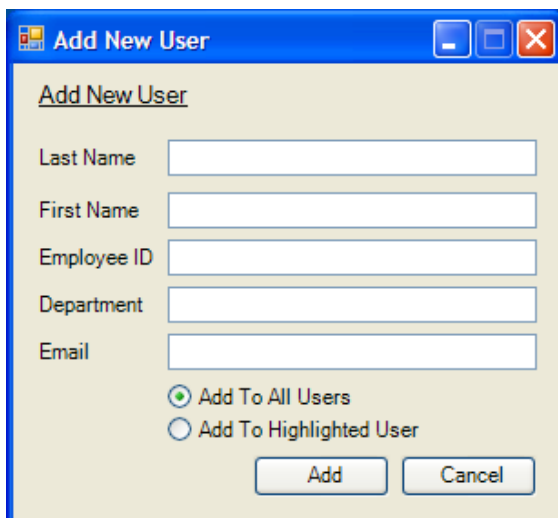 Add New User
Add New User
Last Name
First Name
Employee ID
Department
Email
Add To All Users
Add To Highlighted User
Add Cancel